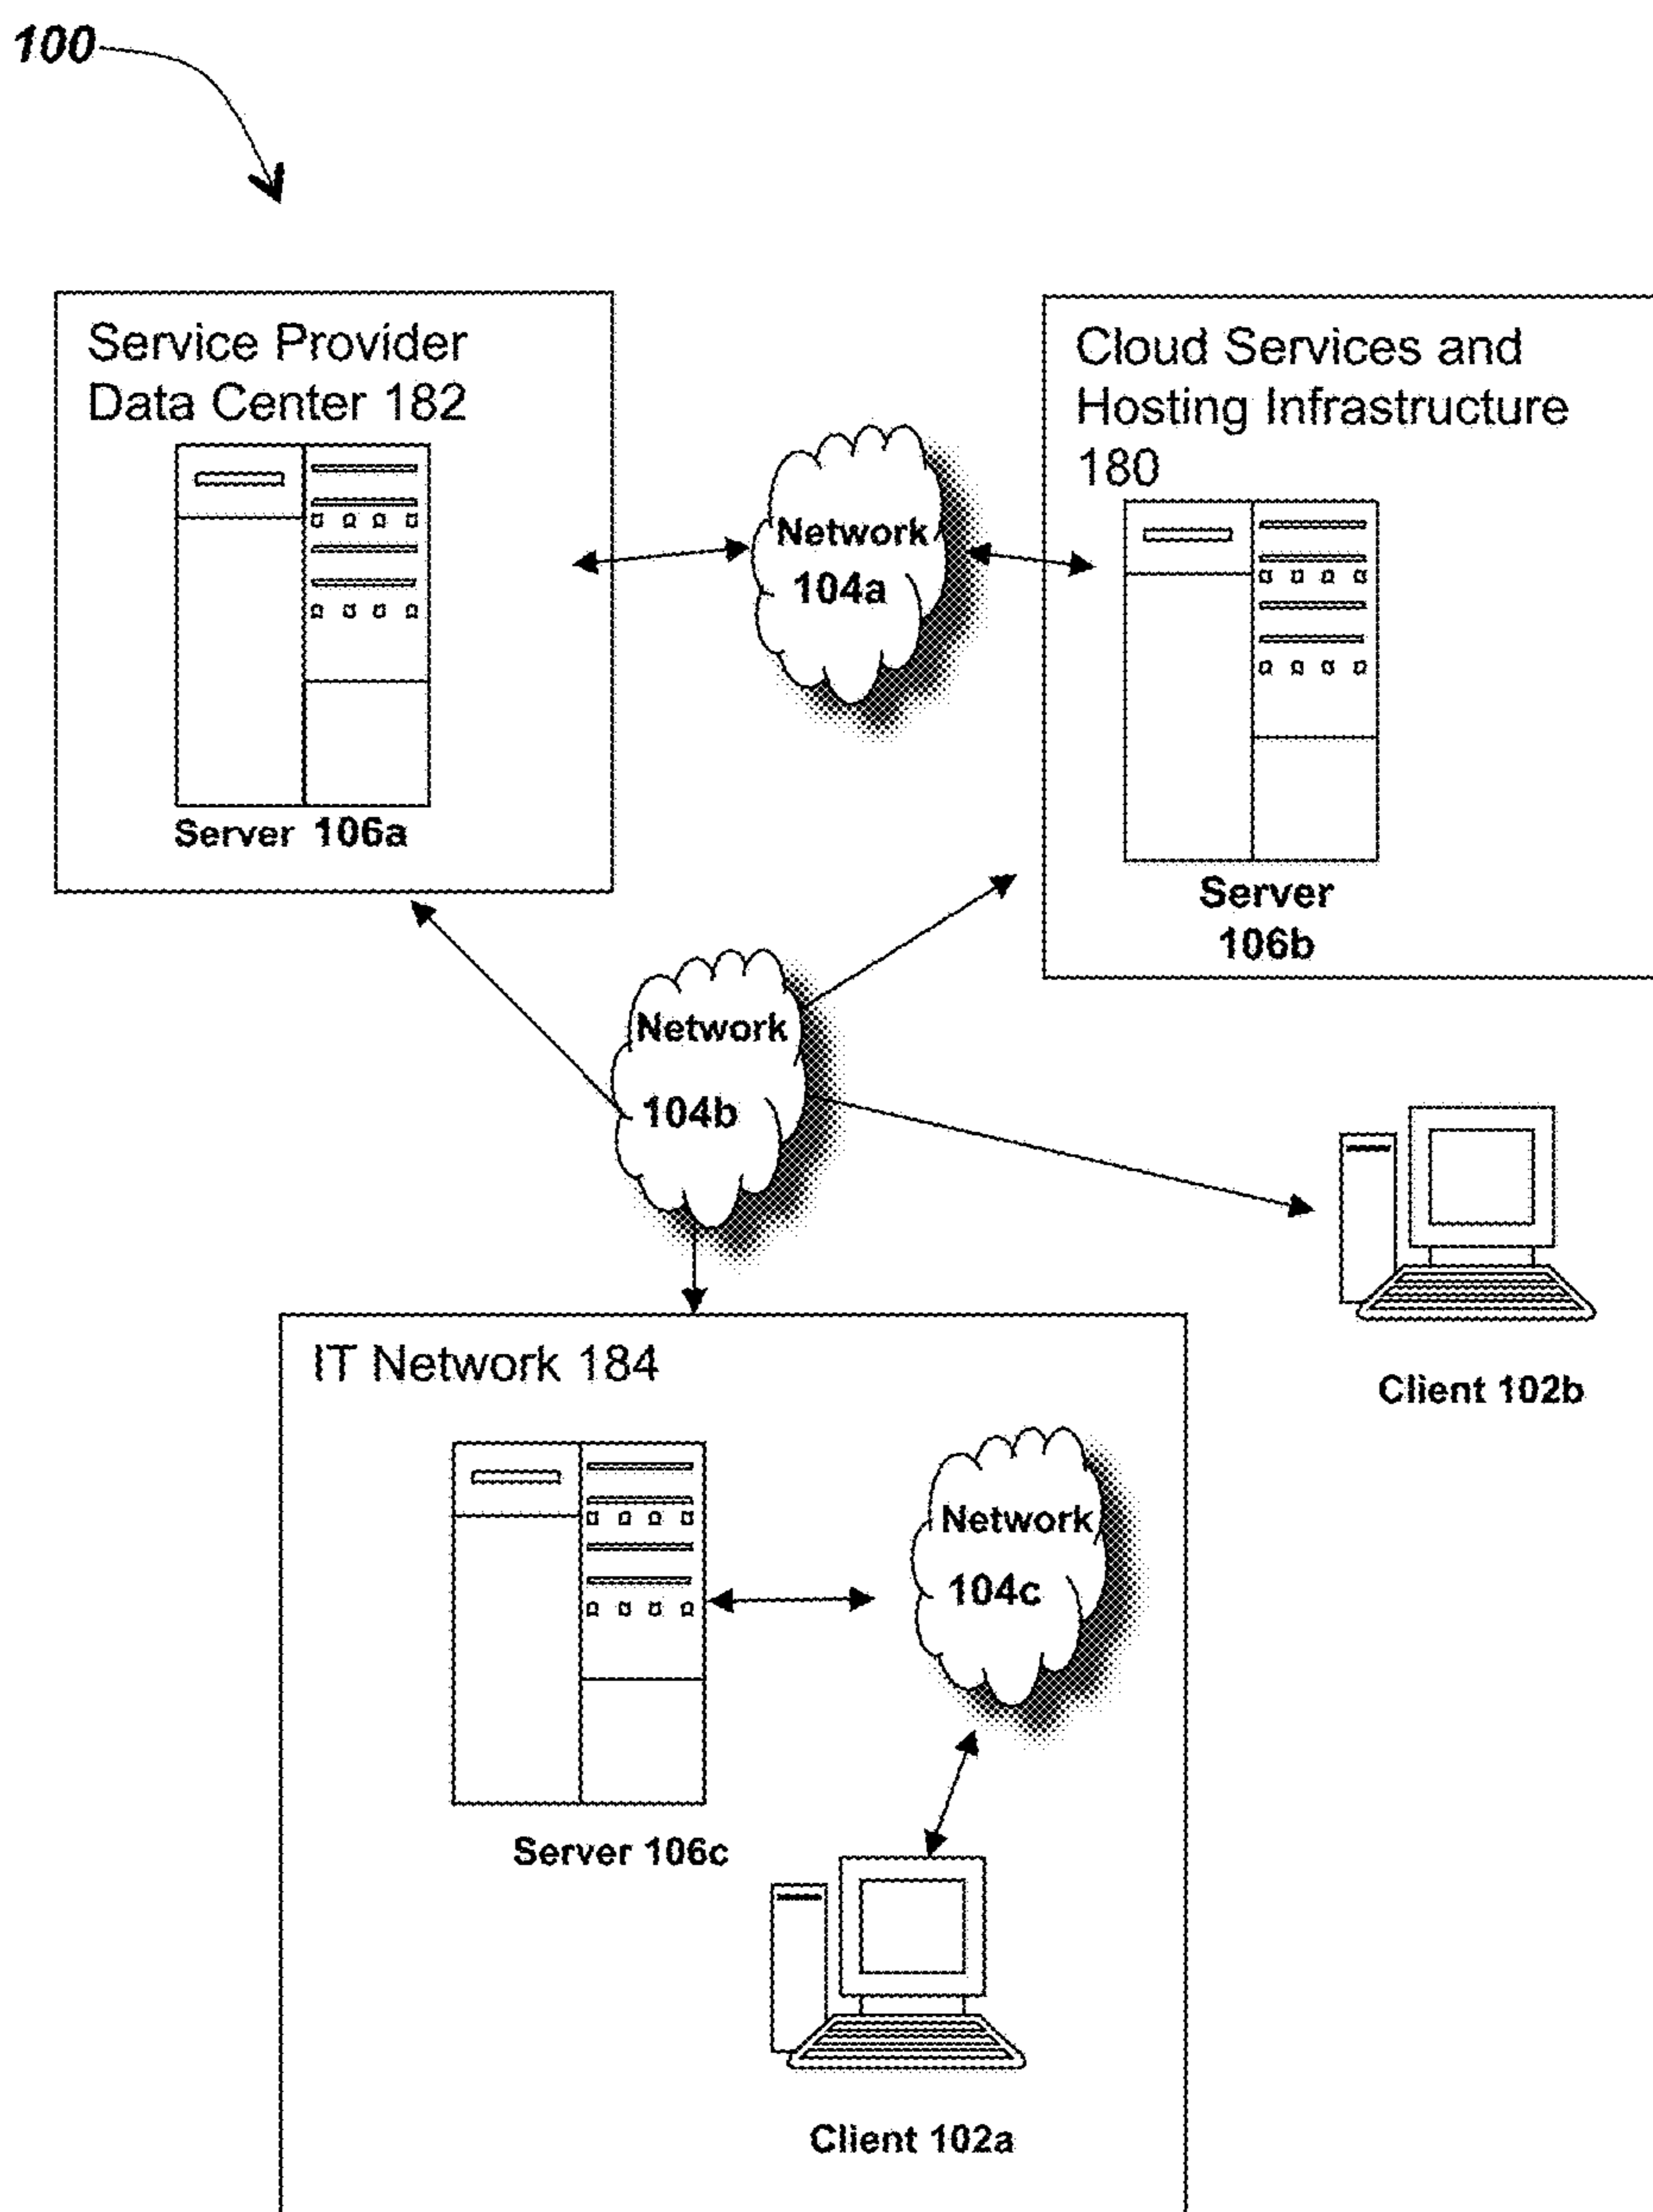 100
Service Provider
Data Center 182
Server 106a
Network
104a
Cloud Services and
Hosting Infrastructure
180
Server
106b
Network
104b
Client 102b
IT Network 184
Server 106c
Network
104c
Client 102a